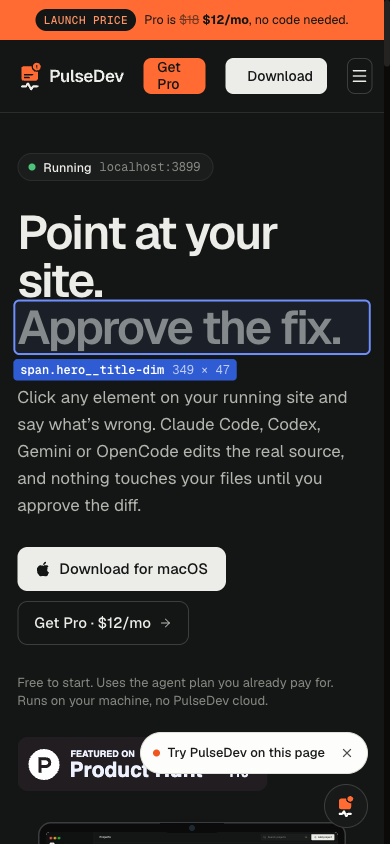 LAUNCH PRICE Pro is $18 $12/mo, no code needed.
PulseDev
Get
Pro
Download
Running localhost:3899
Point at your
site.
Approve the fix.
span.hero__title-dim 349 × 47
Click any element on your running site and
say what’s wrong. Claude Code, Codex,
Gemini or OpenCode edits the real source,
and nothing touches your files until you
approve the diff.
Download for macOS
Get Pro · $12/mo →
Free to start. Uses the agent plan you already pay for.
Runs on your machine, no PulseDev cloud.
FEATURED ON
Product Hunt
Try PulseDev on this page